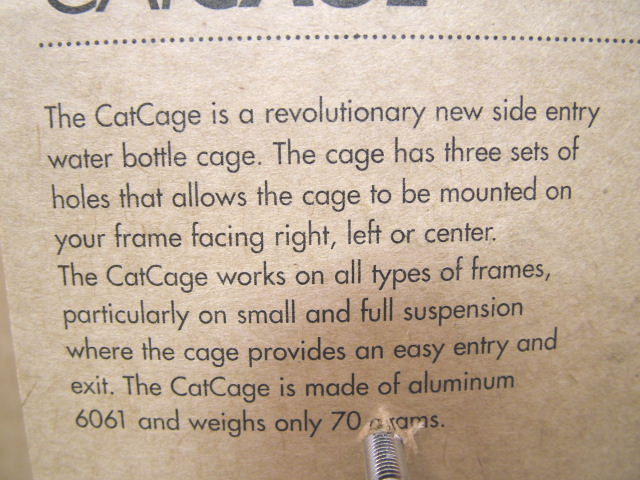 CATCAGE
The CatCage is a revolutionary new side entry
water bottle cage. The cage has three sets of
holes that allows the cage to be mounted on
your frame facing right, left or center.
The CatCage works on all types of frames,
particularly on small and full suspension
where the cage provides an easy entry and
exit. The CatCage is made of aluminum
6061 and weighs only 70 grams.